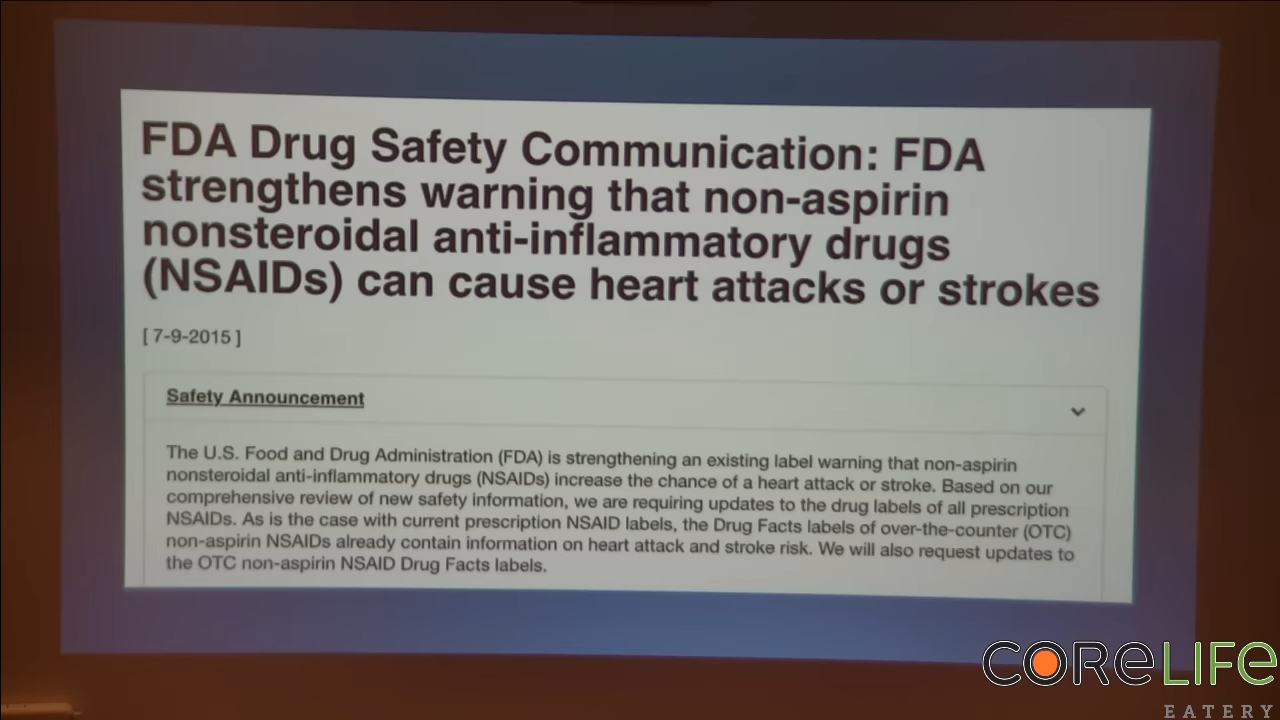 FDA Drug Safety Communication: FDA
strengthens warning that non-aspirin
nonsteroidal anti-inflammatory drugs
(NSAIDs) can cause heart attacks or strokes
[ 7-9-2015 ]
Safety Announcement
The U.S. Food and Drug Administration (FDA) is strengthening an existing label warning that non-aspirin
nonsteroidal anti-inflammatory drugs (NSAIDs) increase the chance of a heart attack or stroke. Based on our
comprehensive review of new safety information, we are requiring updates to the drug labels of all prescription
NSAIDs. As is the case with current prescription NSAID labels, the Drug Facts labels of over-the-counter (OTC)
non-aspirin NSAIDs already contain information on heart attack and stroke risk. We will also request updates to
the OTC non-aspirin NSAID Drug Facts labels.
CORELIFE
EATERY